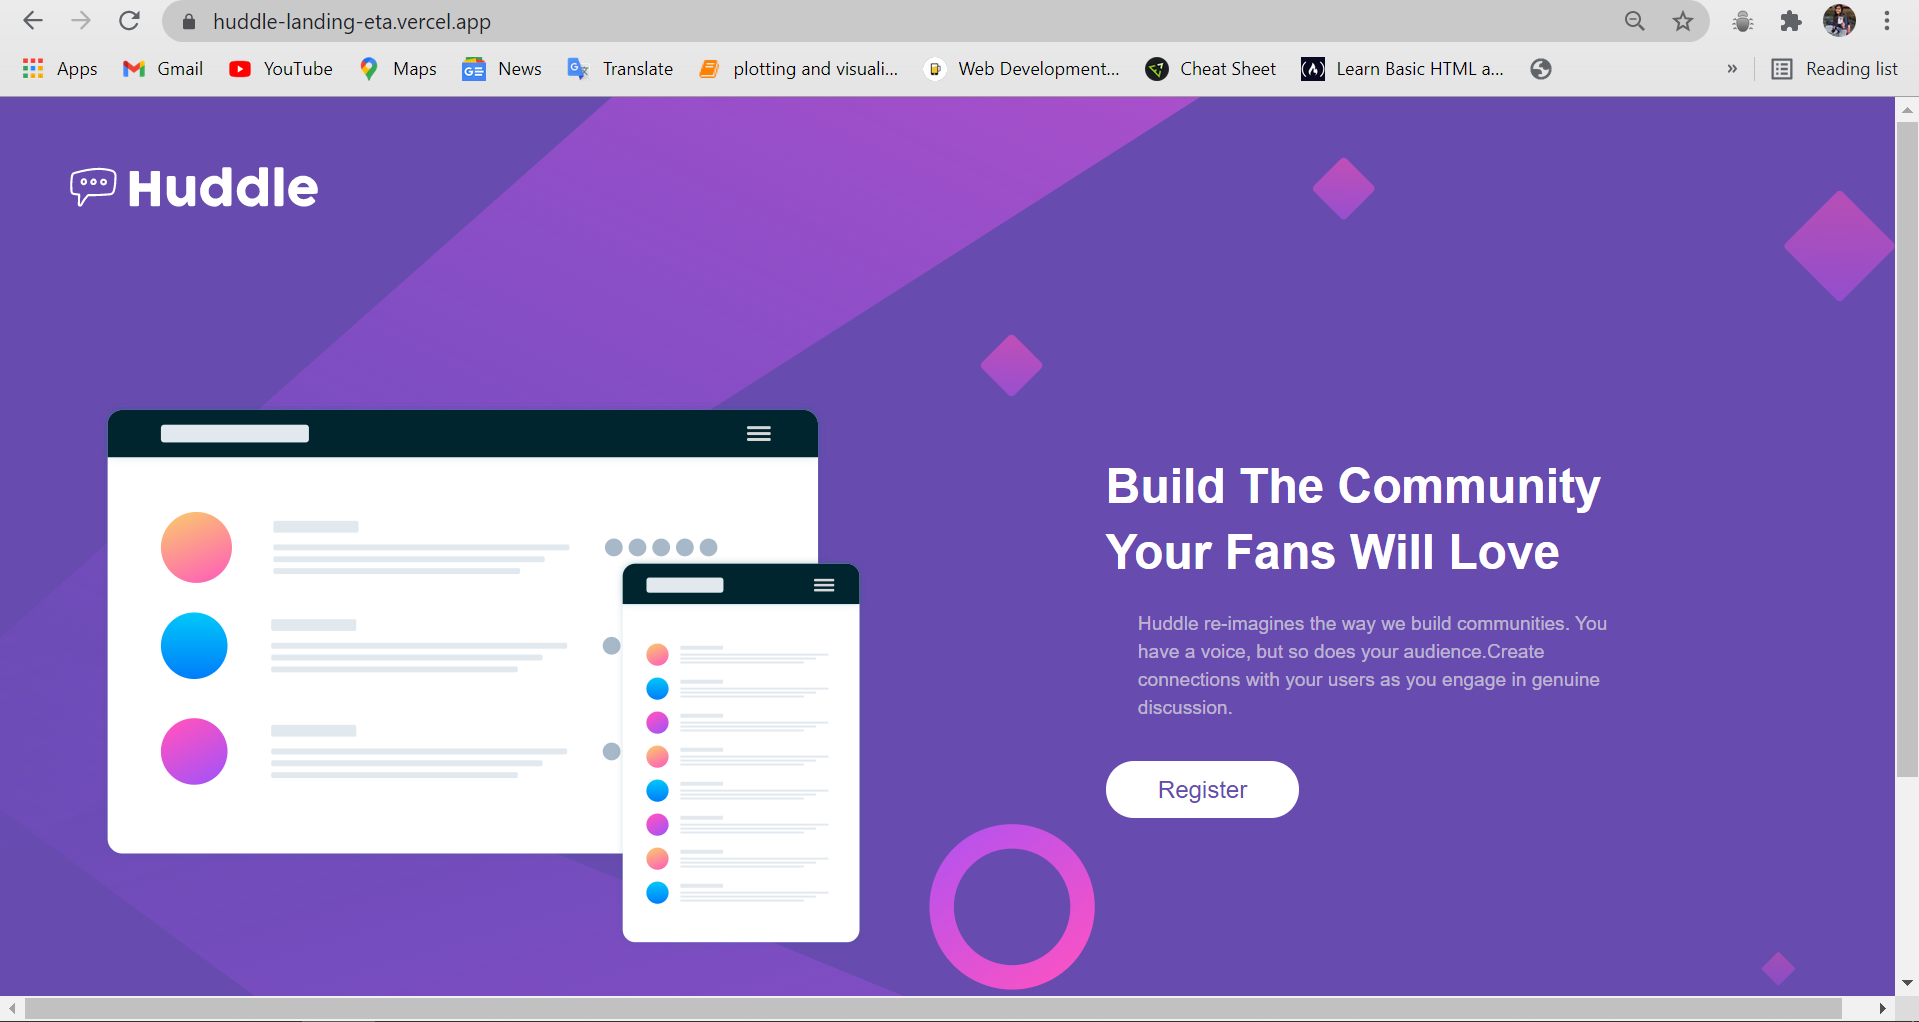 huddle-landing-eta.vercel.app
Apps Gmail YouTube Maps News Translate plotting and visuali... Web Development... Cheat Sheet Learn Basic HTML a... » Reading list
Huddle
Build The Community
Your Fans Will Love
Huddle re-imagines the way we build communities. You
have a voice, but so does your audience.Create
connections with your users as you engage in genuine
discussion.
Register